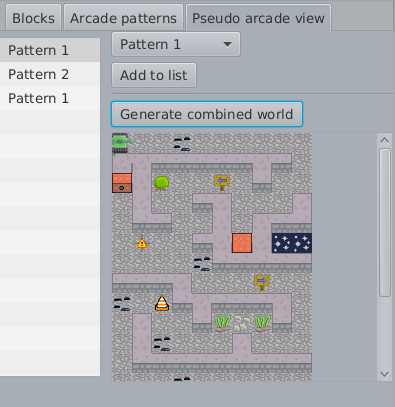 Blocks
Arcade patterns
Pseudo arcade view
Pattern 1
Pattern 2
Pattern 1
Pattern 1
Add to list
Generate combined world